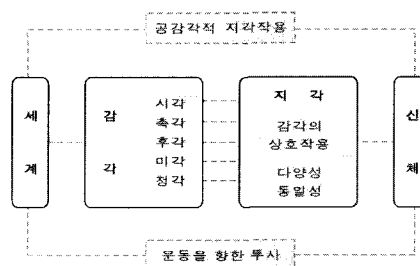 공감각적 지각작용
세
계
감
각
시각
촉각
후각
미각
청각
지 각
감각의
상호작용
다양성
통일성
신
체
운동을 향한 투사